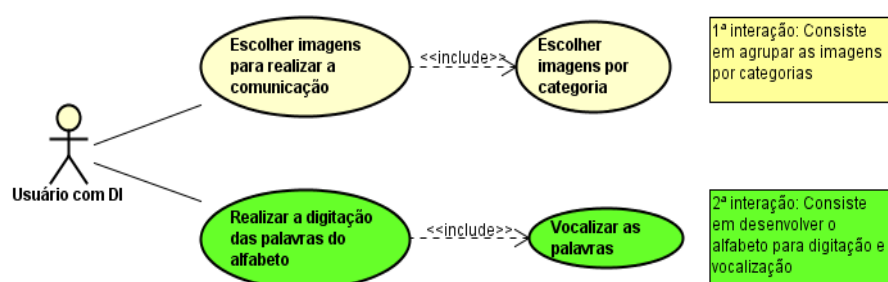 Escolher imagens
para realizar a
comunicação
<<include>>
Escolher
imagens por
categoria
1ª interação: Consiste
em agrupar as imagens
por categorias
Usuário com DI
Realizar a digitação
das palavras do
alfabeto
<<include>>
Vocalizar as
palavras
2ª interação: Consiste
em desenvolver o
alfabeto para digitação e
vocalização